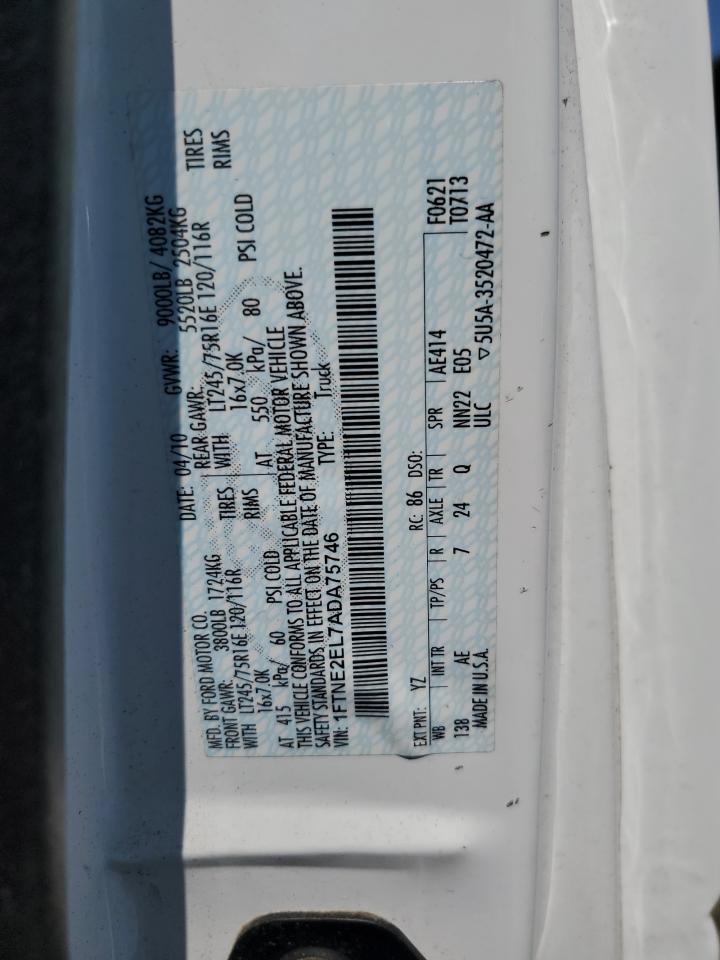 MFD. BY FORD MOTOR CO. DATE: 04/10 GVWR: 9000LB/ 4082KG
FRONT GAWR: 3800LB 1724KG REAR GAWR: 5520LB 2504KG
WITH LT245/75R16E 120/116R TIRES WITH LT245/75R16E 120/116R TIRES
16x7.0K RIMS 16x7.0K RIMS
AT 415 kPa/ 60 PSI COLD AT 550 kPa/ 80 PSI COLD
THIS VEHICLE CONFORMS TO ALL APPLICABLE FEDERAL MOTOR VEHICLE
SAFETY STANDARDS IN EFFECT ON THE DATE OF MANUFACTURE SHOWN ABOVE.
VIN: 1FTNE2EL7ADA75746 TYPE: Truck
EXT PNT: YZ RC: 86 DSO: F0621
WB INT TR TP/PS R AXLE TR SPR AE414 T0713
138 AE 7 24 Q NN22 E05
MADE IN U.S.A. ULC ▽5U5A-3520472-AA